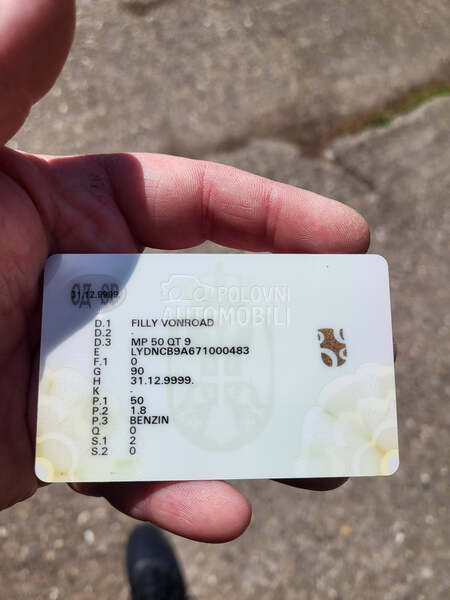 31.12.9999.
POLOVNI
AUTOMOBILI
D.1 FILLY VONROAD
D.2 -
D.3 MP 50 QT 9
E LYDNCB9A671000483
F.1 0
G 90
H 31.12.9999.
K -
P.1 50
P.2 1.8
P.3 BENZIN
Q 0
S.1 2
S.2 0